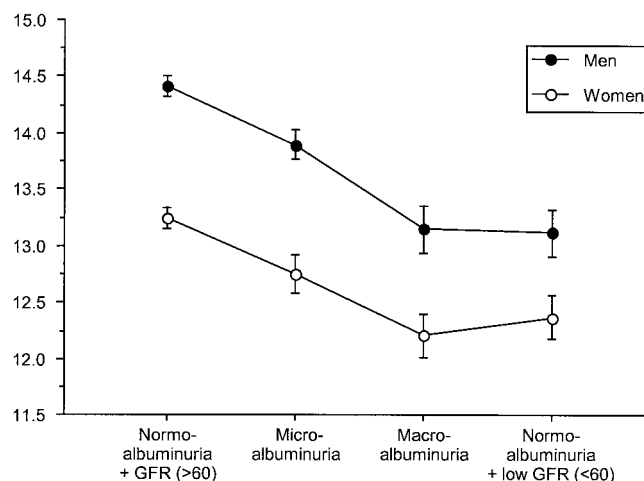 15.0
14.5
14.0
13.5
13.0
12.5
12.0
11.5
Men
Women
Normo-
albuminuria
+ GFR (>60)
Micro-
albuminuria
Macro-
albuminuria
Normo-
albuminuria
+ low GFR (<60)